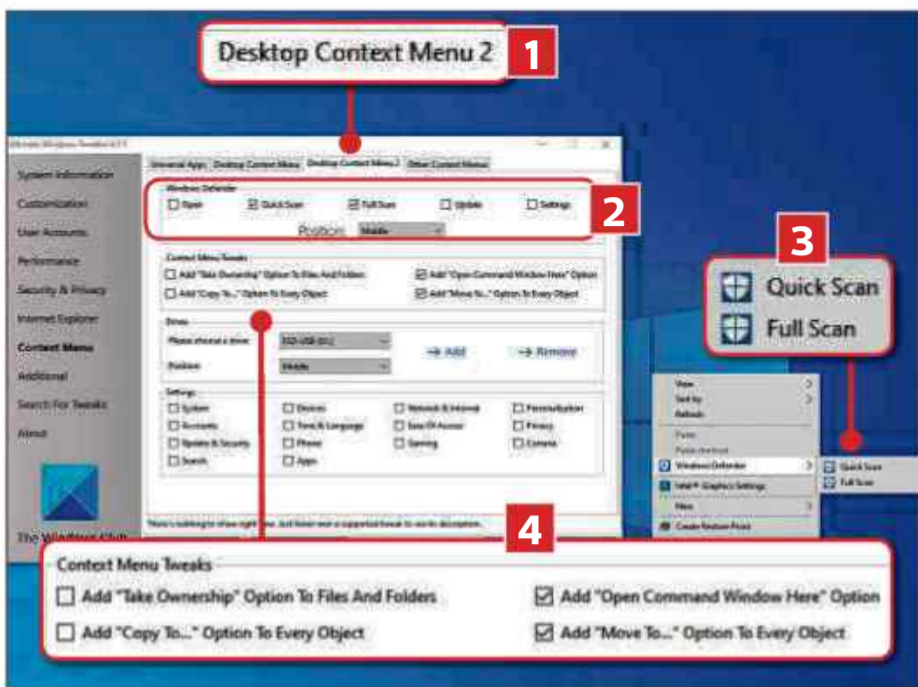 Desktop Context Menu 2 1
Universal Apps Desktop Context Menu Desktop Context Menu 2 Other Context Menus
System Information
Customization
User Accounts
Performance
Security & Privacy
Internet Explorer
Context Menu
Additional
Search For Tweaks
About
The Windows Club
Windows Defender
Open Quick Scan Full Scan Update Settings
Position: Middle
2
Context Menu Tweaks
Add "Take Ownership" Option To Files And Folders Add "Open Command Window Here" Option
Add "Copy To..." Option To Every Object Add "Move To..." Option To Every Object
Drives
Please choose a drive:
Add Remove
Position: Middle
Settings
System Devices Network & Internet Personalization
Accounts Time & Language Ease Of Access Privacy
Update & Security Phone Gaming Cortana
Search Apps
3
Quick Scan
Full Scan
View
Sort by
Refresh
Paste
Paste shortcut
Windows Defender Quick Scan
Intel® Graphics Settings Full Scan
New
Create Restore Point
4
Context Menu Tweaks
Add "Take Ownership" Option To Files And Folders Add "Open Command Window Here" Option
Add "Copy To..." Option To Every Object Add "Move To..." Option To Every Object